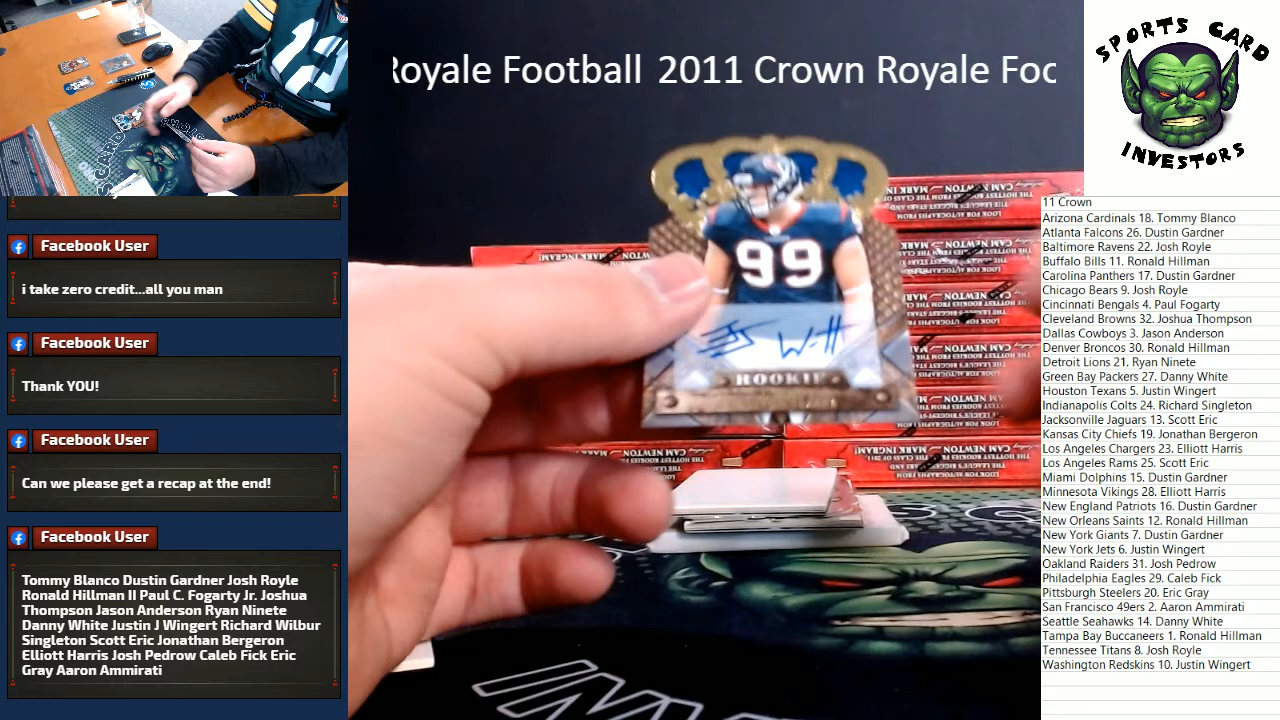 Royale Football 2011 Crown Royale Foo
SPORTS CARD
INVESTORS
Facebook User
i take zero credit...all you man
Facebook User
Thank YOU!
Facebook User
Can we please get a recap at the end!
Facebook User
Tommy Blanco Dustin Gardner Josh Royle
Ronald Hillman II Paul C. Fogarty Jr. Joshua
Thompson Jason Anderson Ryan Ninete
Danny White Justin J Wingert Richard Wilbur
Singleton Scott Eric Jonathan Bergeron
Elliott Harris Josh Pedrow Caleb Fick Eric
Gray Aaron Ammirati
99
JJ Watt
ROOKIE
CAM NEWTON
MARK INGRAM
11 Crown
Arizona Cardinals 18. Tommy Blanco
Atlanta Falcons 26. Dustin Gardner
Baltimore Ravens 22. Josh Royle
Buffalo Bills 11. Ronald Hillman
Carolina Panthers 17. Dustin Gardner
Chicago Bears 9. Josh Royle
Cincinnati Bengals 4. Paul Fogarty
Cleveland Browns 32. Joshua Thompson
Dallas Cowboys 3. Jason Anderson
Denver Broncos 30. Ronald Hillman
Detroit Lions 21. Ryan Ninete
Green Bay Packers 27. Danny White
Houston Texans 5. Justin Wingert
Indianapolis Colts 24. Richard Singleton
Jacksonville Jaguars 13. Scott Eric
Kansas City Chiefs 19. Jonathan Bergeron
Los Angeles Chargers 23. Elliott Harris
Los Angeles Rams 25. Scott Eric
Miami Dolphins 15. Dustin Gardner
Minnesota Vikings 28. Elliott Harris
New England Patriots 16. Dustin Gardner
New Orleans Saints 12. Ronald Hillman
New York Giants 7. Dustin Gardner
New York Jets 6. Justin Wingert
Oakland Raiders 31. Josh Pedrow
Philadelphia Eagles 29. Caleb Fick
Pittsburgh Steelers 20. Eric Gray
San Francisco 49ers 2. Aaron Ammirati
Seattle Seahawks 14. Danny White
Tampa Bay Buccaneers 1. Ronald Hillman
Tennessee Titans 8. Josh Royle
Washington Redskins 10. Justin Wingert